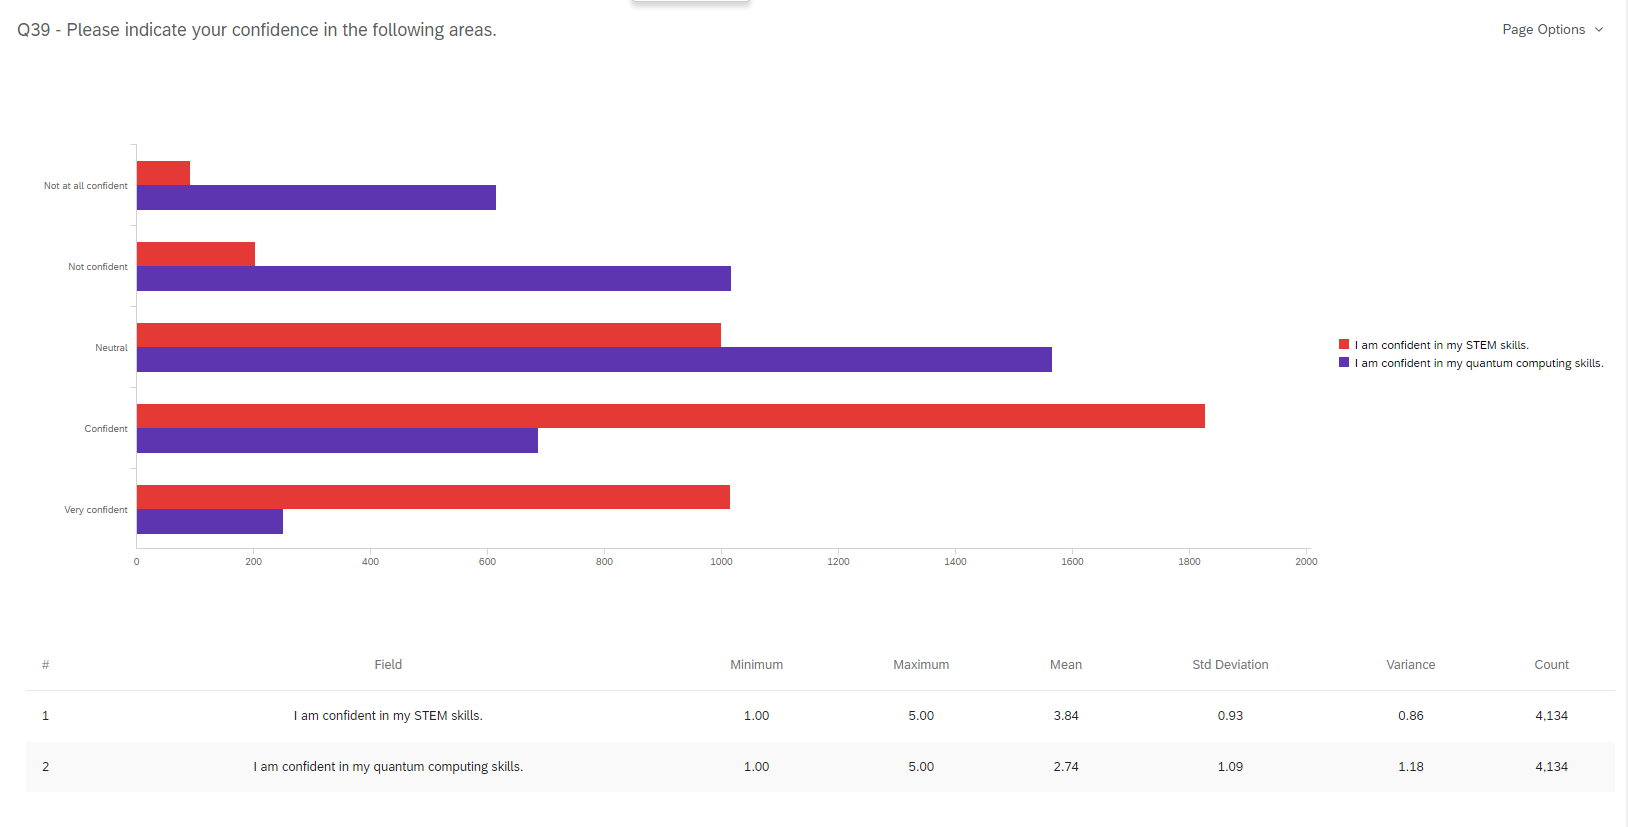 Q39 - Please indicate your confidence in the following areas.
Page Options
Not at all confident
Not confident
Neutral
Confident
Very confident
0 200 400 600 800 1000 1200 1400 1600 1800 2000
I am confident in my STEM skills.
I am confident in my quantum computing skills.
# Field Minimum Maximum Mean Std Deviation Variance Count
1 I am confident in my STEM skills. 1.00 5.00 3.84 0.93 0.86 4,134
2 I am confident in my quantum computing skills. 1.00 5.00 2.74 1.09 1.18 4,134